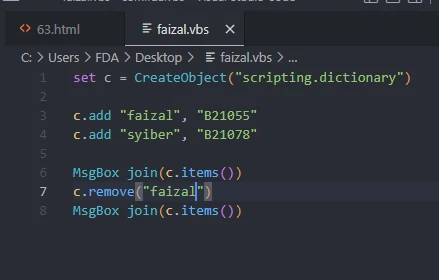 63.html
faizal.vbs
C: > Users > FDA > Desktop > faizal.vbs > ...
1 set c = CreateObject("scripting.dictionary")
2
3 c.add "faizal", "B21055"
4 c.add "syiber", "B21078"
5
6 MsgBox join(c.items())
7 c.remove("faizal")
8 MsgBox join(c.items())